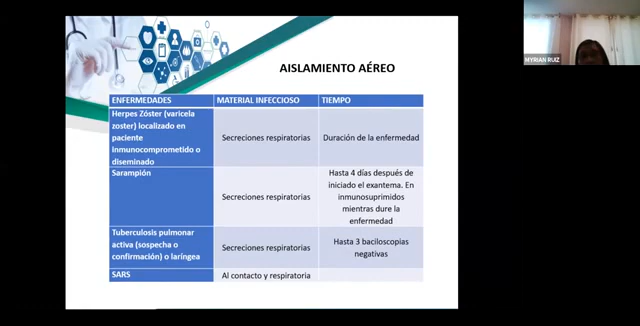 AISLAMIENTO AÉREO
MYRIAN RUIZ
ENFERMEDADES MATERIAL INFECCIOSO TIEMPO
Herpes Zóster (varicela
zoster) localizado en
paciente
inmunocomprometido o
diseminado
Secreciones respiratorias
Duración de la enfermedad
Sarampión
Secreciones respiratorias
Hasta 4 días después de
iniciado el exantema. En
inmunosuprimidos
mientras dure la
enfermedad
Tuberculosis pulmonar
activa (sospecha o
confirmación) o laríngea
Secreciones respiratorias
Hasta 3 baciloscopias
negativas
SARS
Al contacto y respiratoria